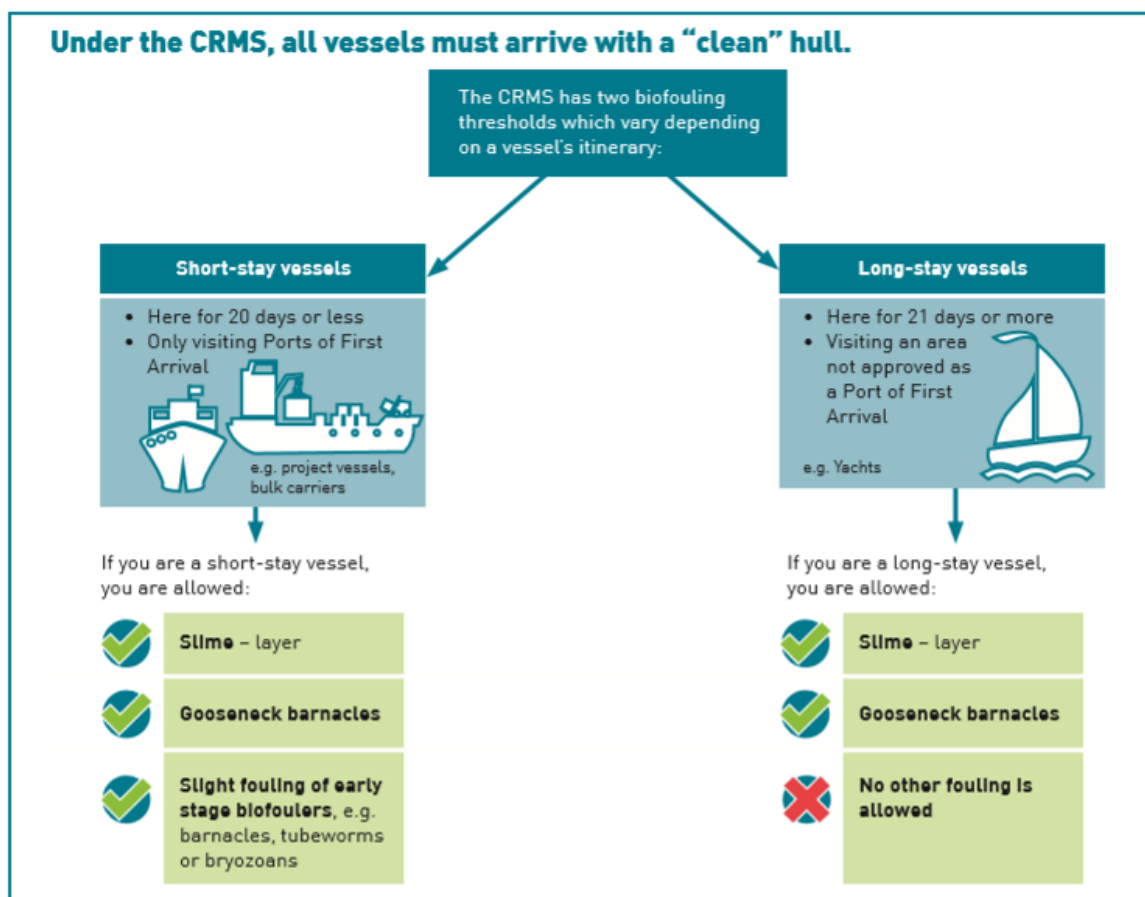 Under the CRMS, all vessels must arrive with a “clean” hull.
The CRMS has two biofouling
thresholds which vary depending
on a vessel’s itinerary:
Short-stay vessels
• Here for 20 days or less
• Only visiting Ports of First
Arrival
e.g. project vessels,
bulk carriers
If you are a short-stay vessel,
you are allowed:
Slime – layer
Gooseneck barnacles
Slight fouling of early
stage biofoulers, e.g.
barnacles, tubeworms
or bryozoans
Long-stay vessels
• Here for 21 days or more
• Visiting an area
not approved as
a Port of First
Arrival
e.g. Yachts
If you are a long-stay vessel,
you are allowed:
Slime – layer
Gooseneck barnacles
No other fouling is
allowed